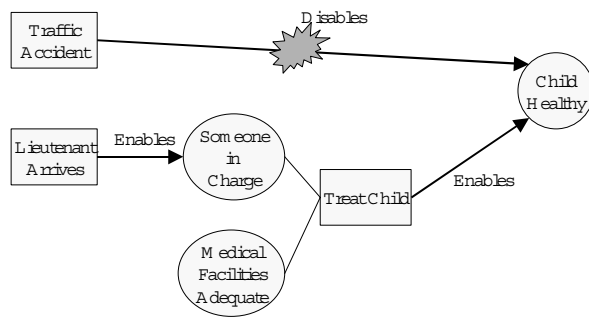 Disables
Traffic
Accident
Child
Healthy
Lieutenant
Arrives
Enables
Someone
in
Charge
Treat Child
Enables
Medical
Facilities
Adequate